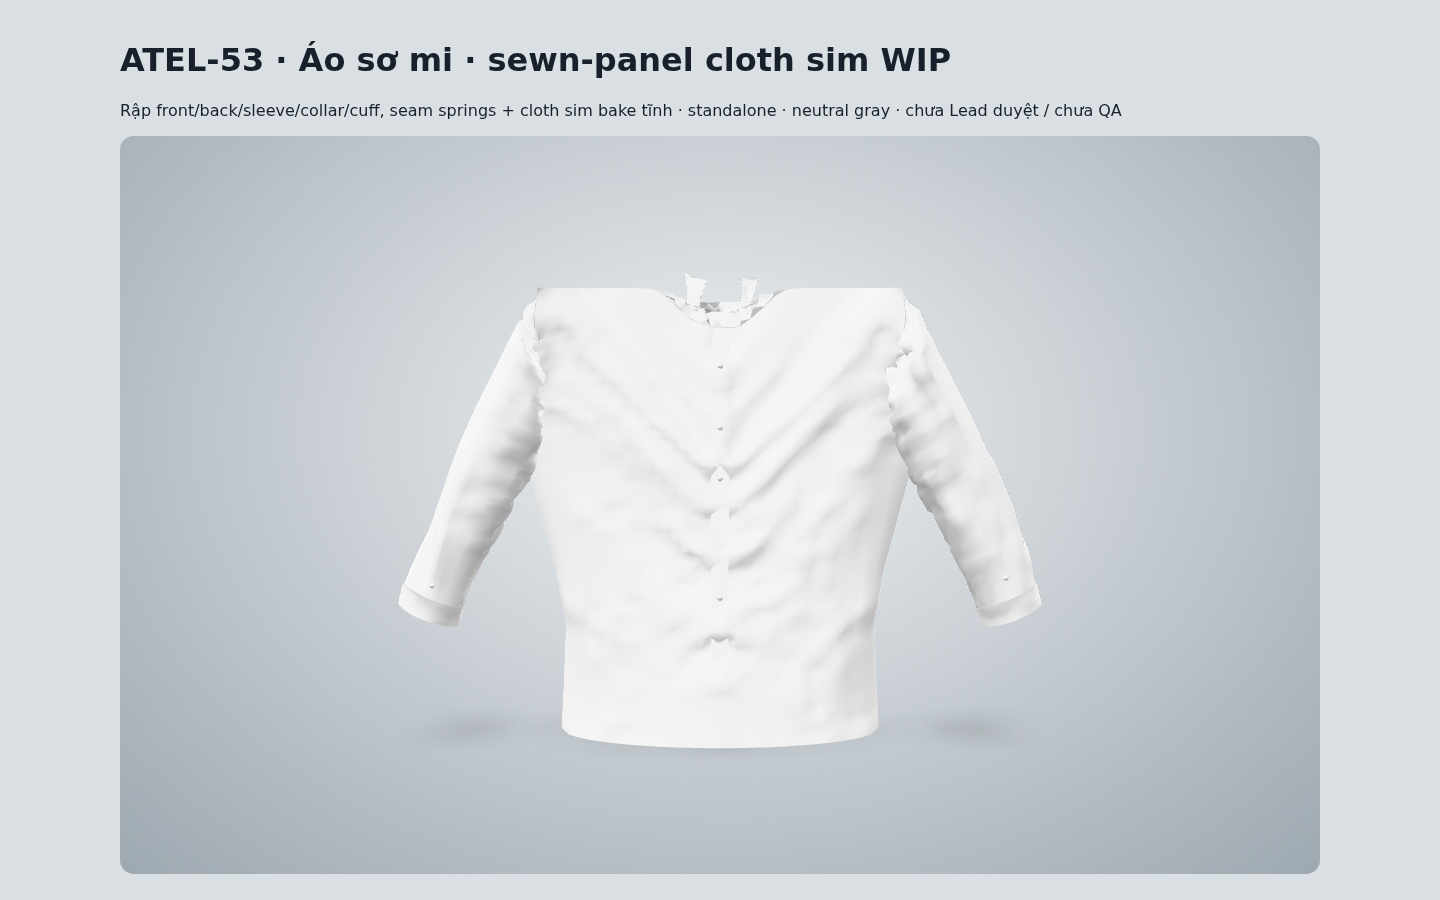 ATEL-53 · Áo sơ mi · sewn-panel cloth sim WIP
Rập front/back/sleeve/collar/cuff, seam springs + cloth sim bake tĩnh · standalone · neutral gray · chưa Lead duyệt / chưa QA